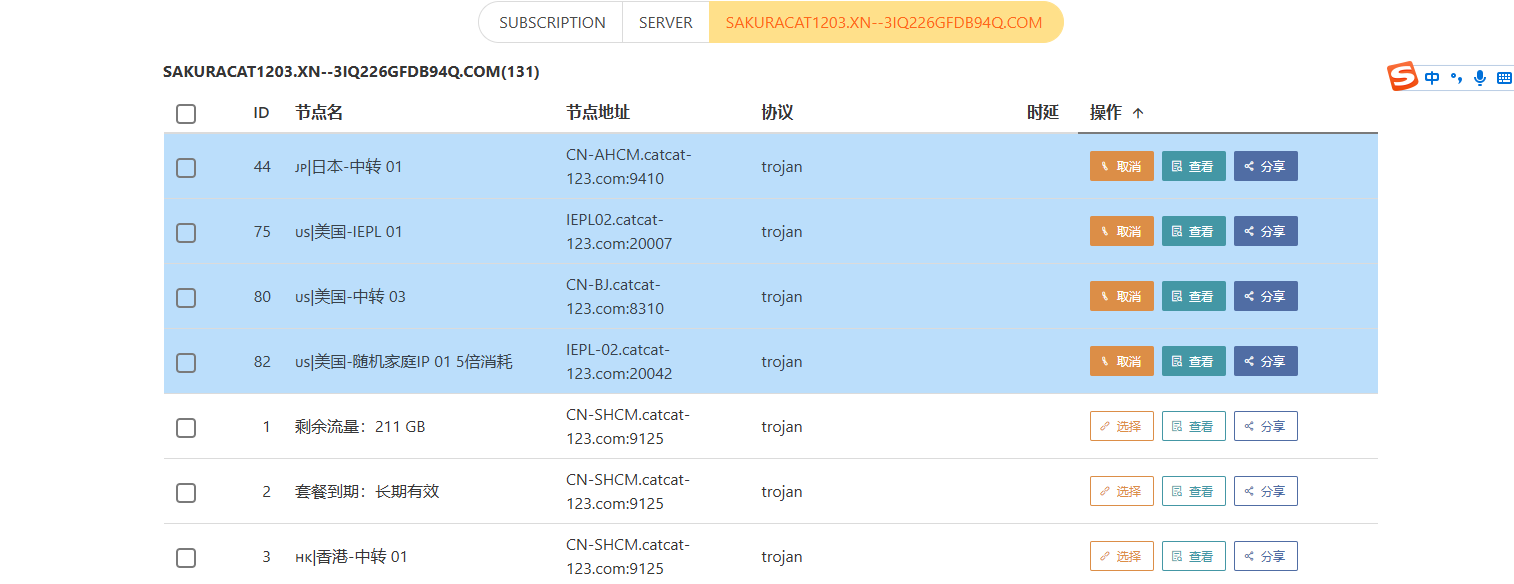 SUBSCRIPTION SERVER SAKURACAT1203.XN--3IQ226GFDB94Q.COM
SAKURACAT1203.XN--3IQ226GFDB94Q.COM(131)
中
ID 节点名 节点地址 协议 时延 操作
44 JP|日本-中转 01 CN-AHCM.catcat-
123.com:9410 trojan 取消 查看 分享
75 us|美国-IEPL 01 IEPL02.catcat-
123.com:20007 trojan 取消 查看 分享
80 us|美国-中转 03 CN-BJ.catcat-
123.com:8310 trojan 取消 查看 分享
82 us|美国-随机家庭IP 01 5倍消耗 IEPL-02.catcat-
123.com:20042 trojan 取消 查看 分享
1 剩余流量：211 GB CN-SHCM.catcat-
123.com:9125 trojan 选择 查看 分享
2 套餐到期：长期有效 CN-SHCM.catcat-
123.com:9125 trojan 选择 查看 分享
3 HK|香港-中转 01 CN-SHCM.catcat-
123.com:9125 trojan 选择 查看 分享